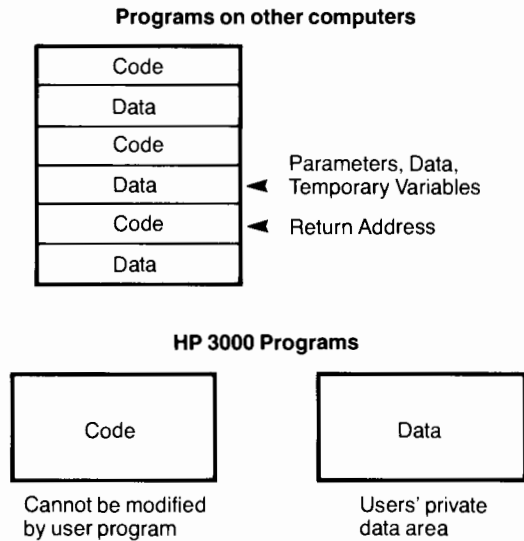 Programs on other computers
Code
Data
Code
Data
Code
Data
Parameters, Data,
Temporary Variables
Return Address
HP 3000 Programs
Code
Data
Cannot be modified
by user program
Users' private
data area